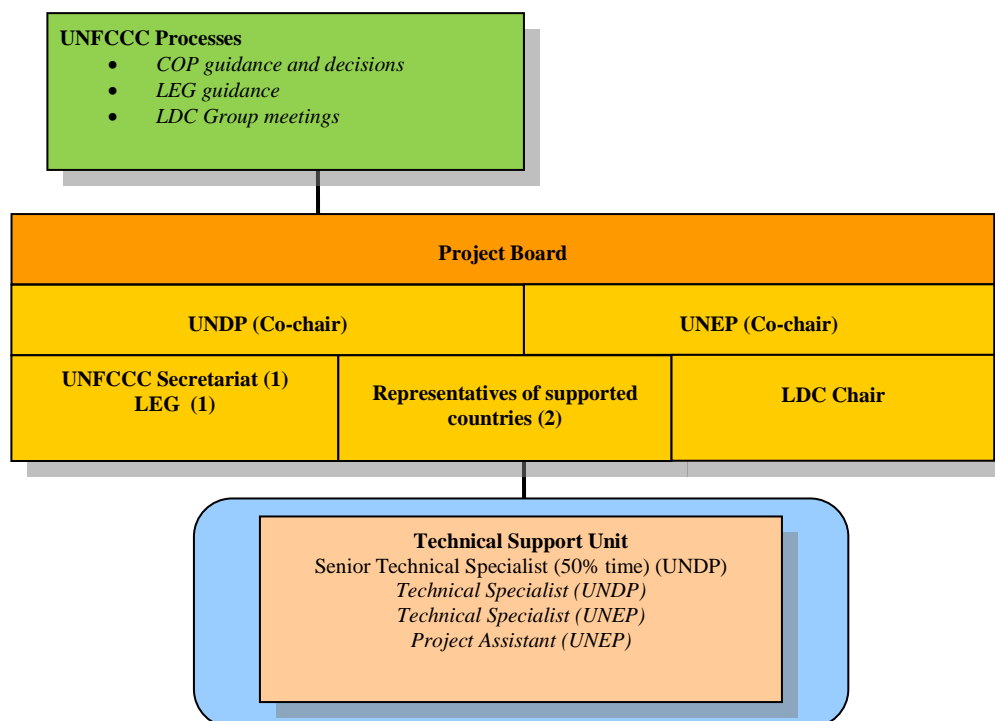 UNFCCC Processes
• COP guidance and decisions
• LEG guidance
• LDC Group meetings
Project Board
UNDP (Co-chair)
UNEP (Co-chair)
UNFCCC Secretariat (1)
LEG (1)
Representatives of supported
countries (2)
LDC Chair
Technical Support Unit
Senior Technical Specialist (50% time) (UNDP)
Technical Specialist (UNDP)
Technical Specialist (UNEP)
Project Assistant (UNEP)